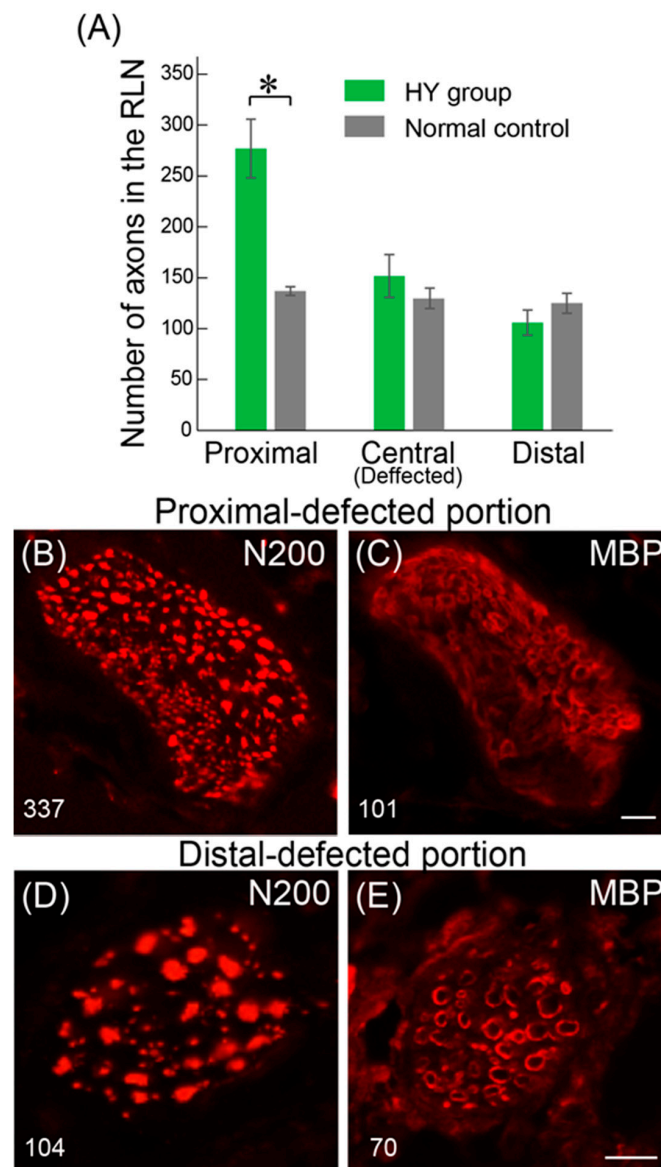 (A)
Number of axons in the RLN
350
300
250
200
150
100
50
0
*
HY group
Normal control
Proximal
Central
(Deffected)
Distal
Proximal-defected portion
(B) N200
337
(C) MBP
101
Distal-defected portion
(D) N200
104
(E) MBP
70